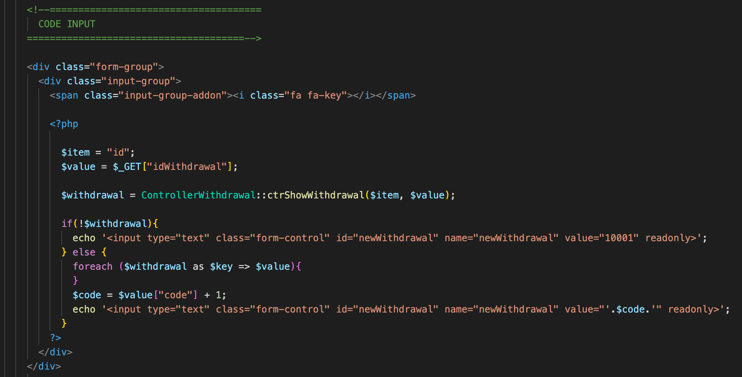 <!--=====================================
CODE INPUT
======================================-->
<div class="form-group">
<div class="input-group">
<span class="input-group-addon"><i class="fa fa-key"></i></span>
<?php
$item = "id";
$value = $_GET["idWithdrawal"];
$withdrawal = ControllerWithdrawal::ctrShowWithdrawal($item, $value);
if(!$withdrawal){
echo '<input type="text" class="form-control" id="newWithdrawal" name="newWithdrawal" value="10001" readonly>';
} else {
foreach ($withdrawal as $key => $value){
}
$code = $value["code"] + 1;
echo '<input type="text" class="form-control" id="newWithdrawal" name="newWithdrawal" value="'.$code.'" readonly>';
}
?>
</div>
</div>